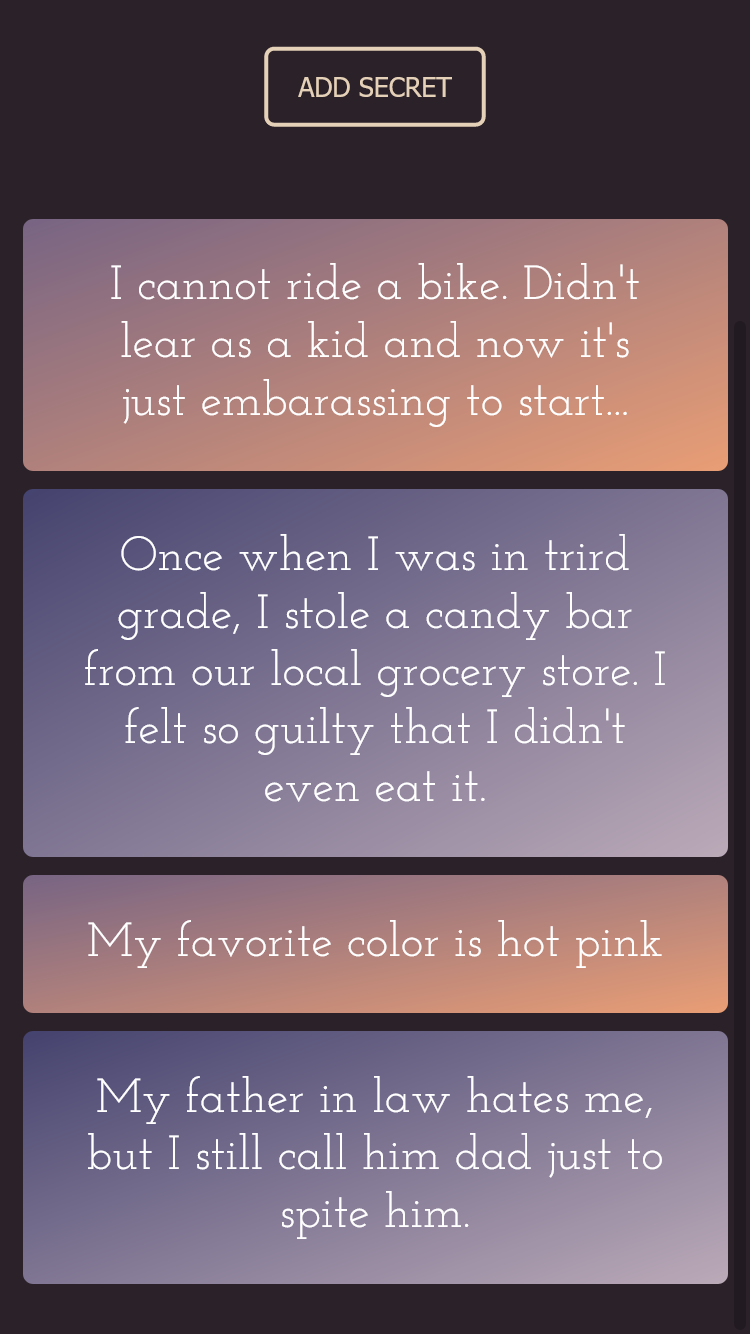 ADD SECRET
I cannot ride a bike. Didn't
lear as a kid and now it's
just embarassing to start...
Once when I was in trird
grade, I stole a candy bar
from our local grocery store. I
felt so guilty that I didn't
even eat it.
My favorite color is hot pink
My father in law hates me,
but I still call him dad just to
spite him.